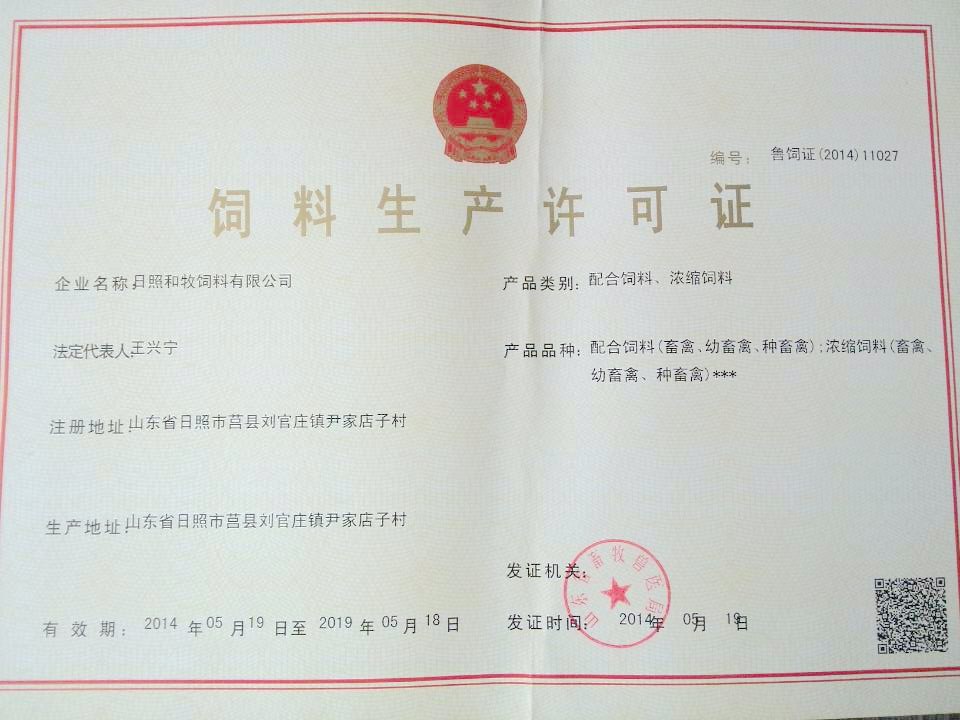 编号: 鲁饲证(2014)11027
饲料生产许可证
企业名称: 日照和牧饲料有限公司
产品类别: 配合饲料、浓缩饲料
法定代表人: 王兴宁
产品品种: 配合饲料(畜禽、幼畜禽、种畜禽);浓缩饲料(畜禽、
幼畜禽、种畜禽)***
注册地址: 山东省日照市莒县刘官庄镇尹家店子村
生产地址: 山东省日照市莒县刘官庄镇尹家店子村
发证机关:
山东省畜牧兽医局
有效期: 2014年05月19日至2019年05月18日
发证时间: 2014年05月19日